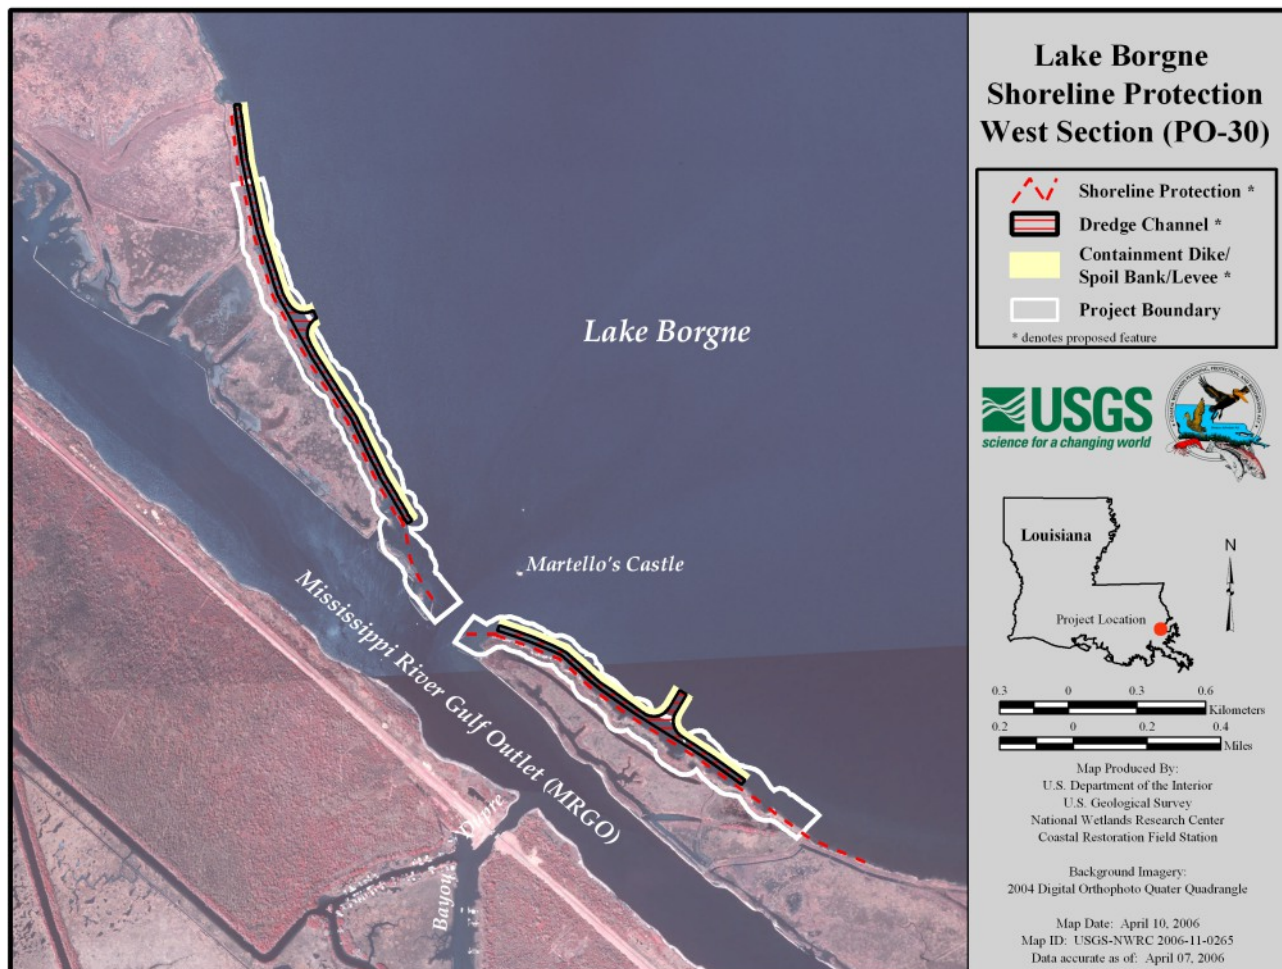 Lake Borgne
Shoreline Protection
West Section (PO-30)
Shoreline Protection *
Dredge Channel *
Containment Dike/
Spoil Bank/Levee *
Project Boundary
* denotes proposed feature
USGS
science for a changing world
Louisiana
N
Project Location
0.3 0 0.3 0.6
Kilometers
0.2 0 0.2 0.4
Miles
Map Produced By:
U.S. Department of the Interior
U.S. Geological Survey
National Wetlands Research Center
Coastal Restoration Field Station
Background Imagery:
2004 Digital Orthophoto Quater Quadrangle
Map Date: April 10, 2006
Map ID: USGS-NWRC 2006-11-0265
Data accurate as of: April 07, 2006
Lake Borgne
Martello's Castle
Mississippi River Gulf Outlet (MRGO)
Bayou Dupre